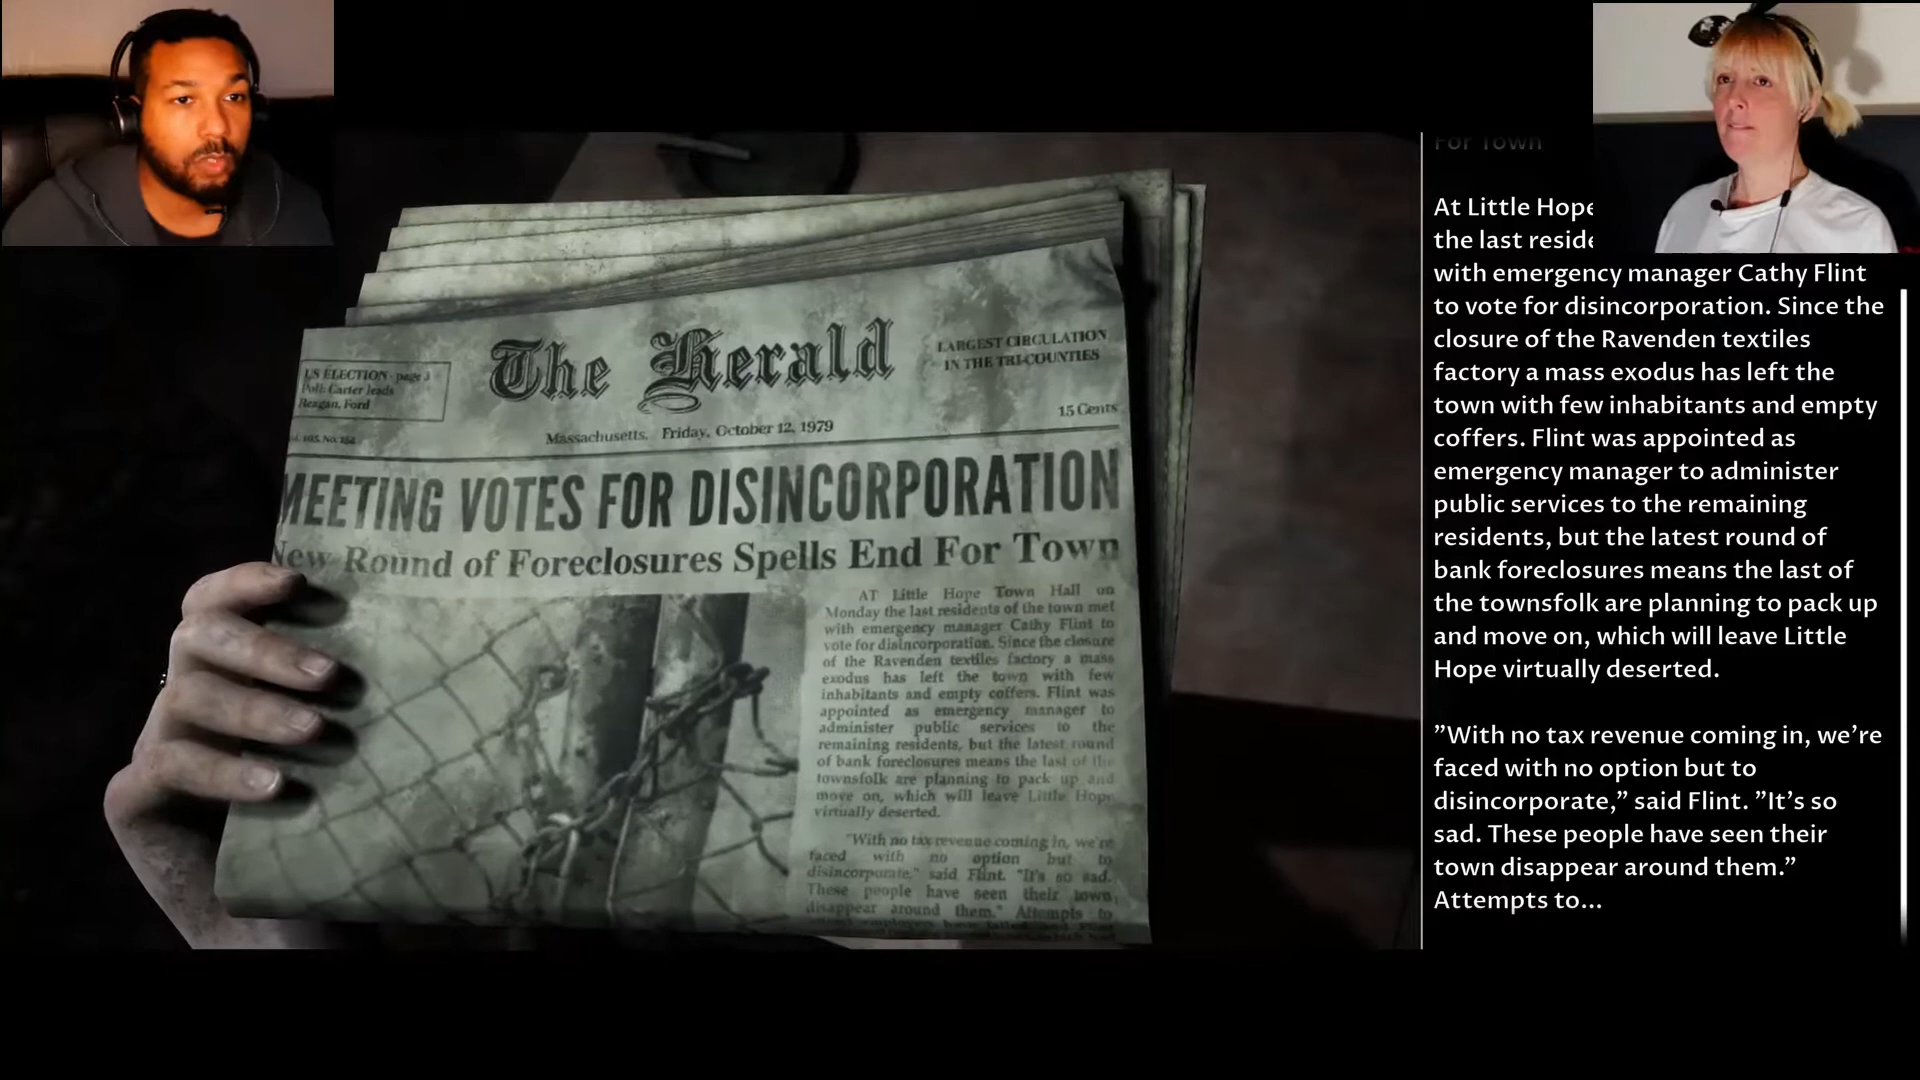 US ELECTION - page 3
Poll: Carter leads
Reagan, Ford
The Herald
LARGEST CIRCULATION
IN THE TRI-COUNTIES
15 Cents
Massachusetts, Friday, October 12, 1979
MEETING VOTES FOR DISINCORPORATION
New Round of Foreclosures Spells End For Town
AT Little Hope Town Hall on
Monday the last residents of the town met
with emergency manager Cathy Flint to
vote for disincorporation. Since the closure
of the Ravenden textiles factory a mass
exodus has left the town with few
inhabitants and empty coffers. Flint was
appointed as emergency manager to
administer public services to the
remaining residents, but the latest round
of bank foreclosures means the last of the
townsfolk are planning to pack up and
move on, which will leave Little Hope
virtually deserted.
"With no tax revenue coming in, we're
faced with no option but to
disincorporate," said Flint. "It's so sad.
These people have seen their town
disappear around them." Attempts to
For Town
At Little Hope
the last reside
with emergency manager Cathy Flint
to vote for disincorporation. Since the
closure of the Ravenden textiles
factory a mass exodus has left the
town with few inhabitants and empty
coffers. Flint was appointed as
emergency manager to administer
public services to the remaining
residents, but the latest round of
bank foreclosures means the last of
the townsfolk are planning to pack up
and move on, which will leave Little
Hope virtually deserted.
”With no tax revenue coming in, we’re
faced with no option but to
disincorporate,” said Flint. ”It’s so
sad. These people have seen their
town disappear around them.”
Attempts to...